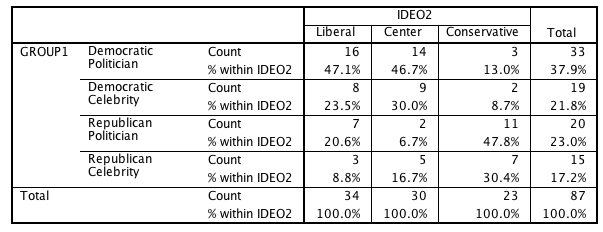 IDEO2
Liberal Center Conservative Total
GROUP1 Democratic Politician Count 16 14 3 33
% within IDEO2 47.1% 46.7% 13.0% 37.9%
Democratic Celebrity Count 8 9 2 19
% within IDEO2 23.5% 30.0% 8.7% 21.8%
Republican Politician Count 7 2 11 20
% within IDEO2 20.6% 6.7% 47.8% 23.0%
Republican Celebrity Count 3 5 7 15
% within IDEO2 8.8% 16.7% 30.4% 17.2%
Total Count 34 30 23 87
% within IDEO2 100.0% 100.0% 100.0% 100.0%